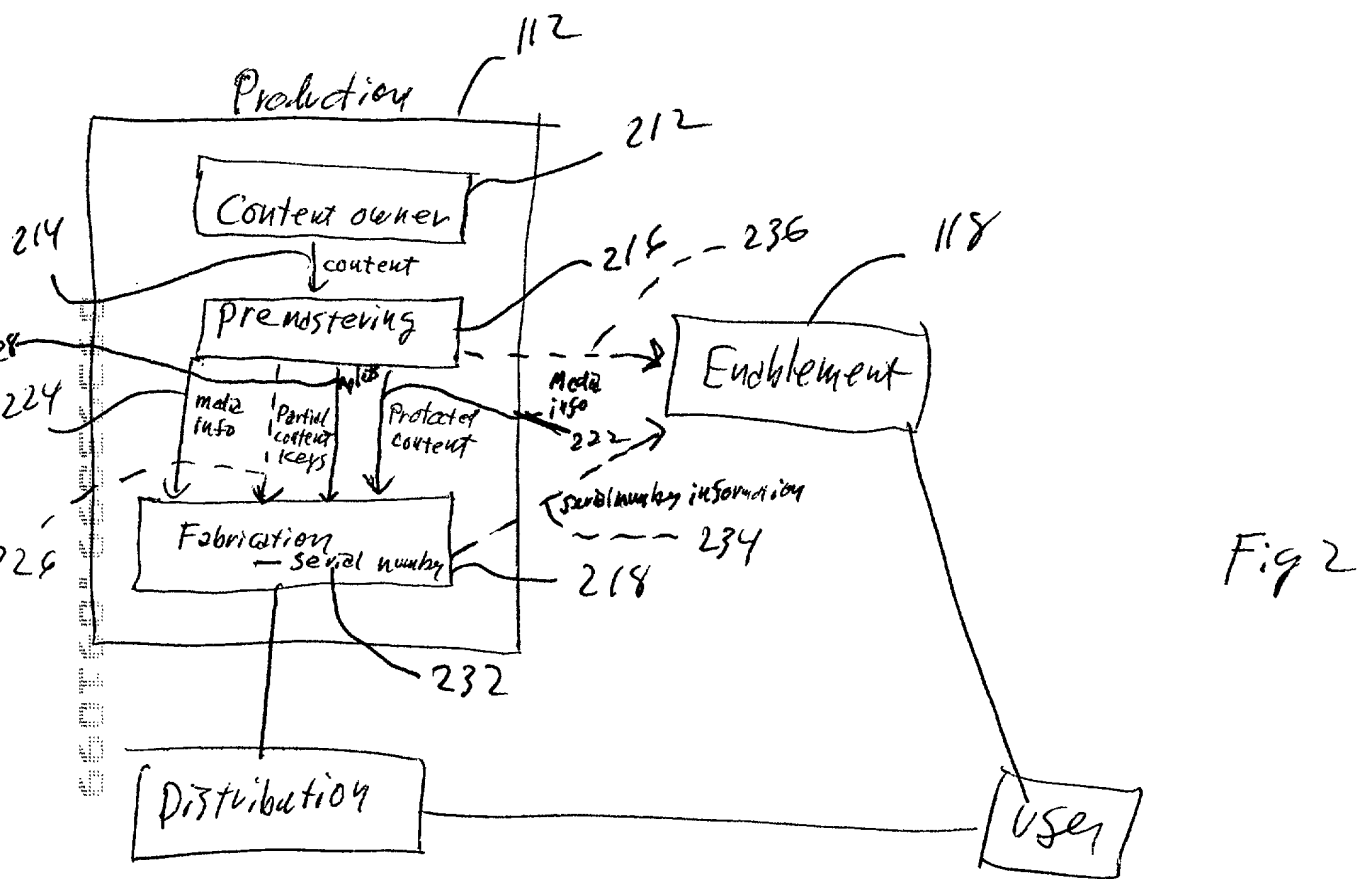 112
Production
212
Content owner
214
content
216
236
118
Premastering
Enablement
8
224
media
info
Partial
content
keys
Protected
content
Media
info
222
serial number information
Fabrication
— serial number
234
226
218
Fig 2
232
Distribution
User